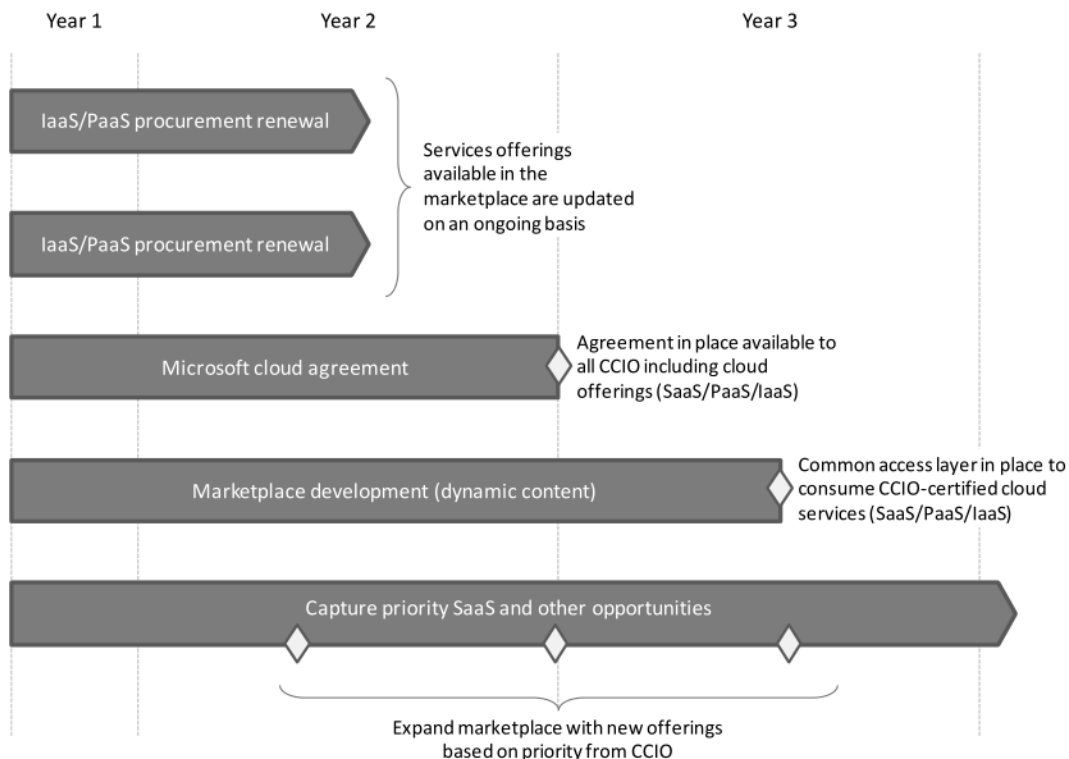 Year 1
Year 2
Year 3
IaaS/PaaS procurement renewal
Services offerings
available in the
marketplace are updated
on an ongoing basis
IaaS/PaaS procurement renewal
Microsoft cloud agreement
Agreement in place available to
all CCIO including cloud
offerings (SaaS/PaaS/IaaS)
Marketplace development (dynamic content)
Common access layer in place to
consume CCIO-certified cloud
services (SaaS/PaaS/IaaS)
Capture priority SaaS and other opportunities
Expand marketplace with new offerings
based on priority from CCIO